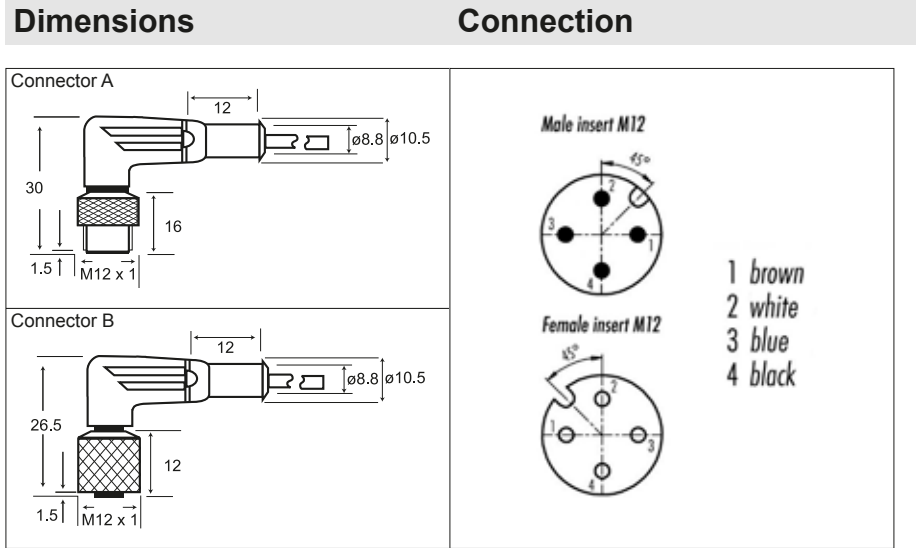 Dimensions
Connection
Connector A
12
ø8.8
ø10.5
30
16
1.5
M12 x 1
Connector B
12
ø8.8
ø10.5
26.5
12
1.5
M12 x 1
Male insert M12
45°
2
3
1
4
Female insert M12
45°
2
1
3
4
1 brown
2 white
3 blue
4 black